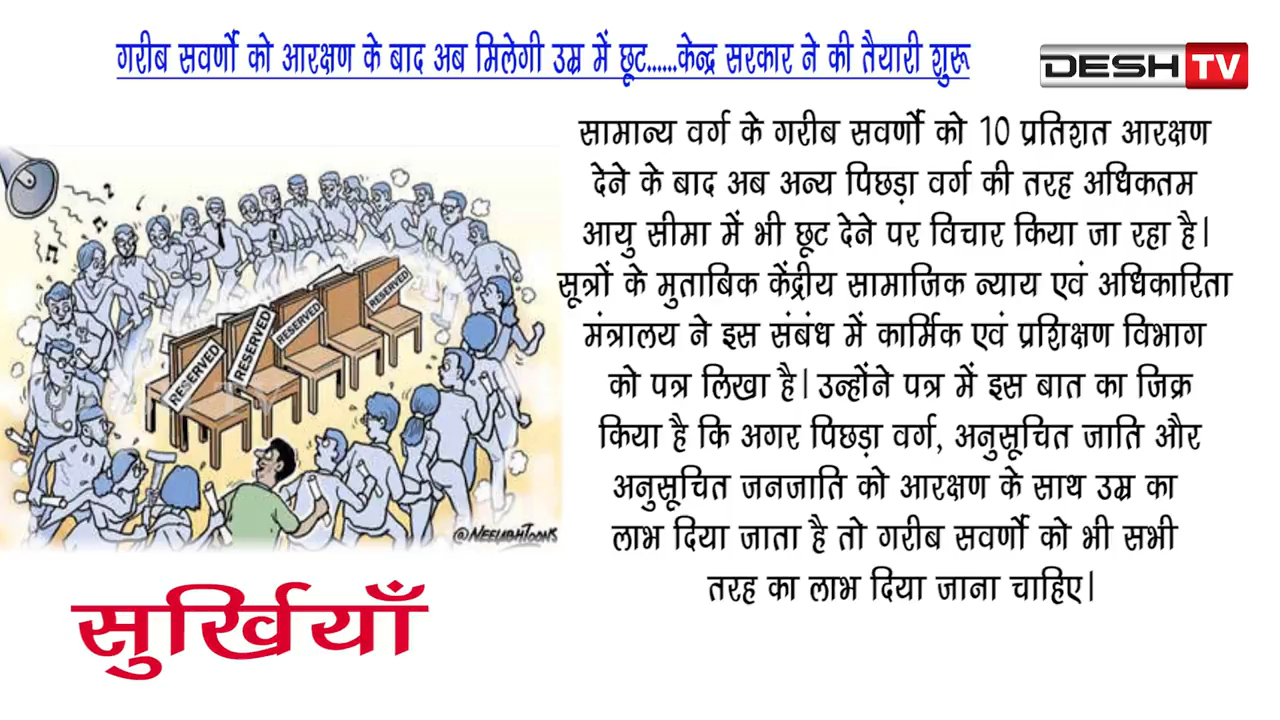 गरीब सवर्णों को आरक्षण के बाद अब मिलेगी उम्र में छूट......केन्द्र सरकार ने की तैयारी शुरू
DESH TV
सामान्य वर्ग के गरीब सवर्णों को 10 प्रतिशत आरक्षण
देने के बाद अब अन्य पिछड़ा वर्ग की तरह अधिकतम
आयु सीमा में भी छूट देने पर विचार किया जा रहा है।
सूत्रों के मुताबिक केंद्रीय सामाजिक न्याय एवं अधिकारिता
मंत्रालय ने इस संबंध में कार्मिक एवं प्रशिक्षण विभाग
को पत्र लिखा है। उन्होंने पत्र में इस बात का जिक्र
किया है कि अगर पिछड़ा वर्ग, अनुसूचित जाति और
अनुसूचित जनजाति को आरक्षण के साथ उम्र का
लाभ दिया जाता है तो गरीब सवर्णों को भी सभी
तरह का लाभ दिया जाना चाहिए।
RESERVED
RESERVED
RESERVED
RESERVED
@NEELABHTOONS
सुर्खियाँ